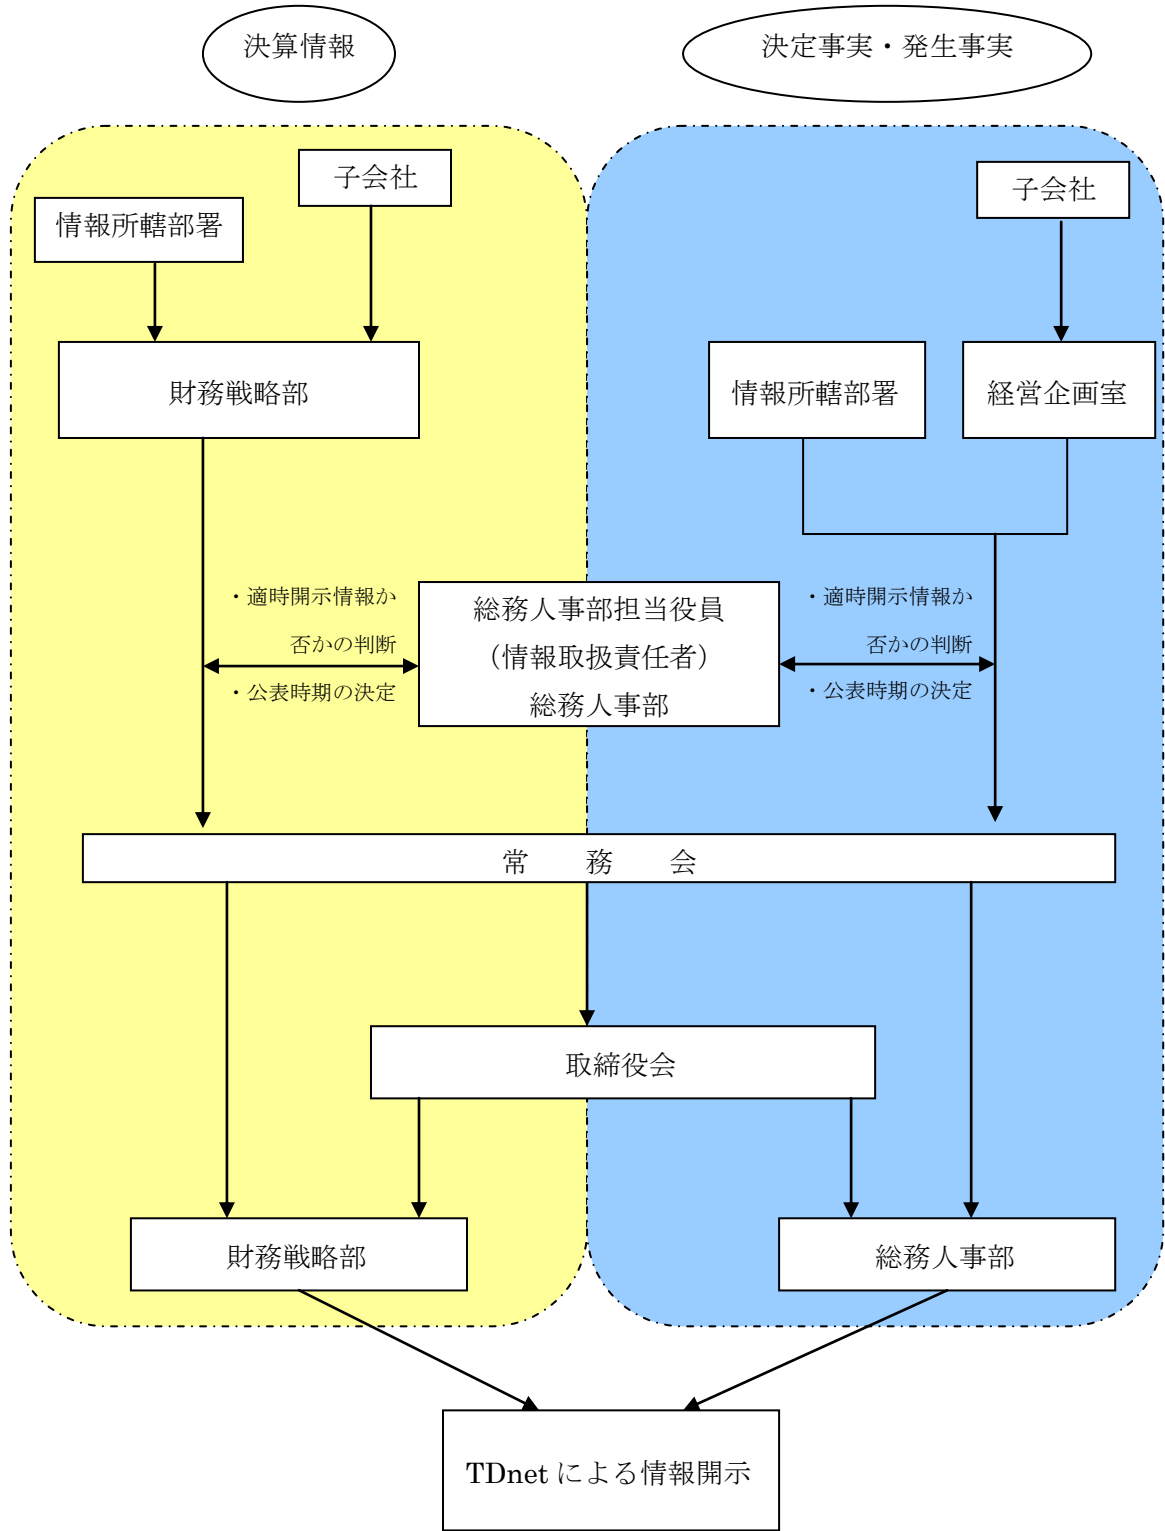 決算情報
決定事実・発生事実
子会社
情報所轄部署
財務戦略部
子会社
情報所轄部署
経営企画室
・適時開示情報か
否かの判断
・公表時期の決定
総務人事部担当役員
（情報取扱責任者）
総務人事部
・適時開示情報か
否かの判断
・公表時期の決定
常　務　会
取締役会
財務戦略部
総務人事部
TDnet による情報開示